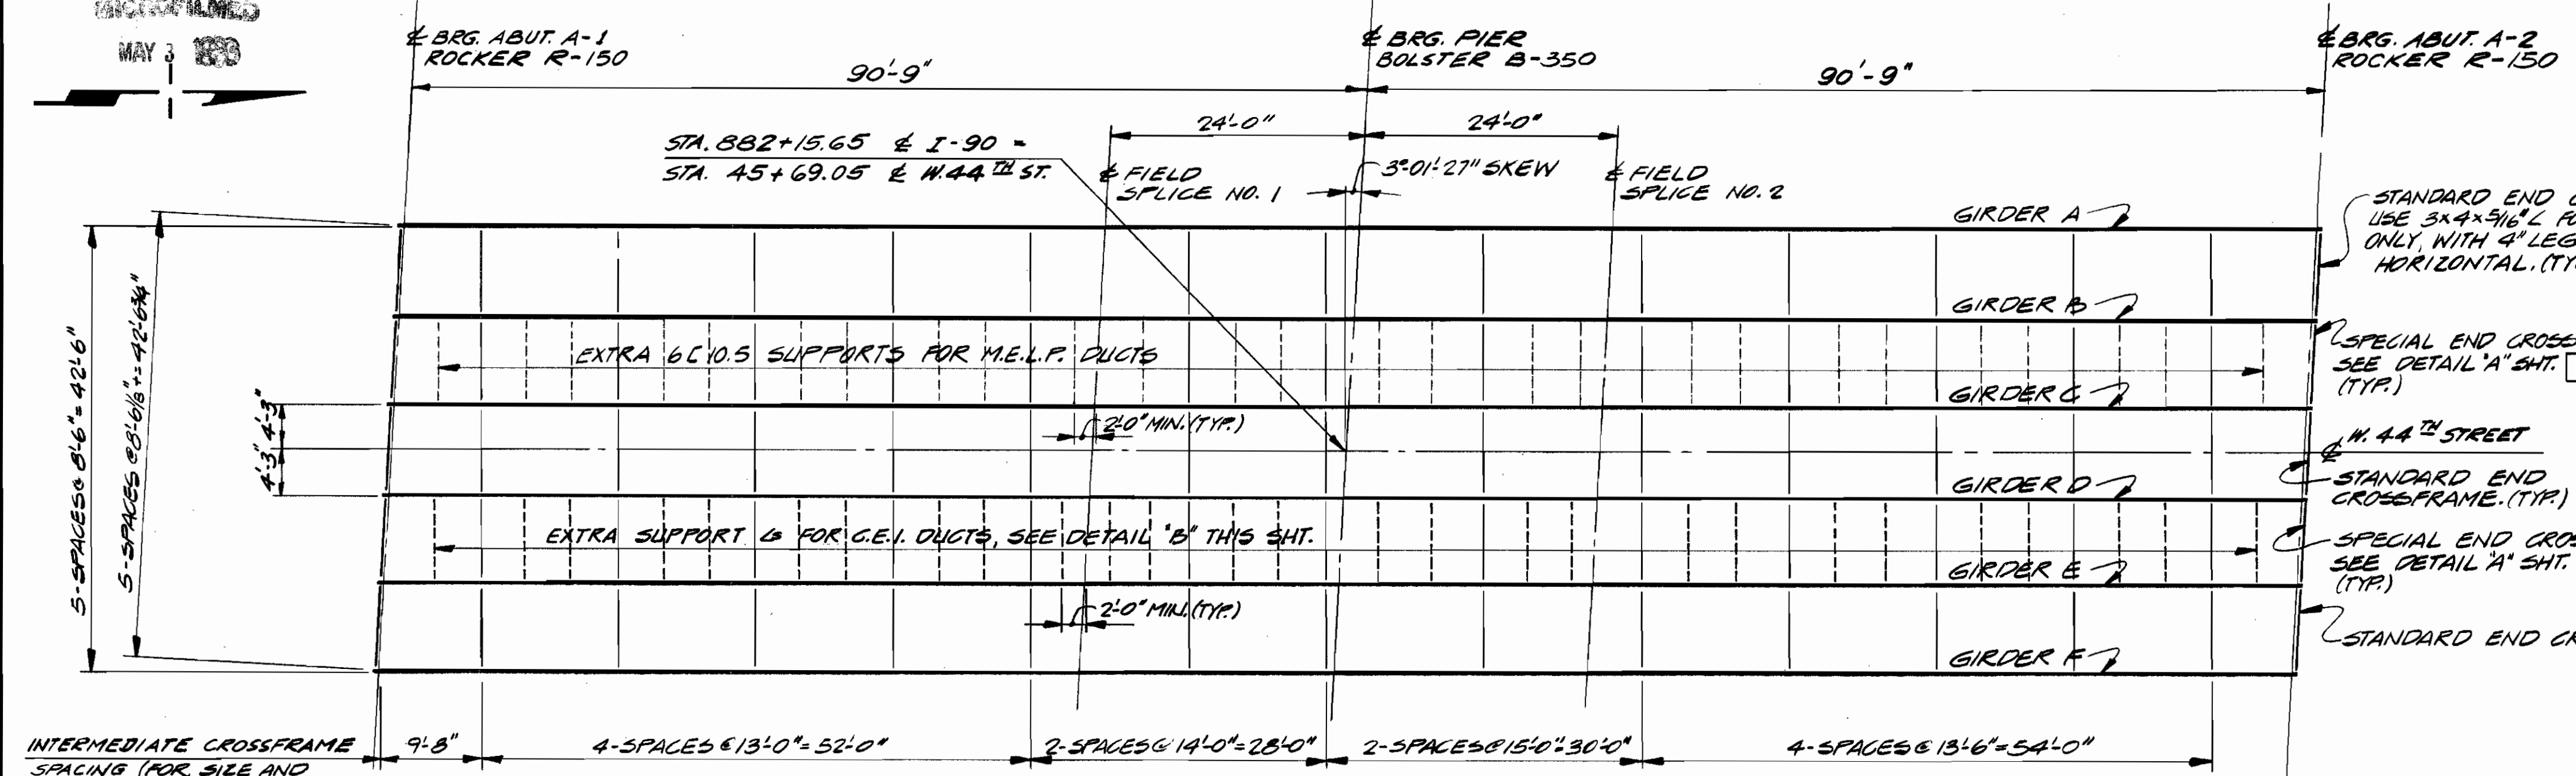 MICROFILMED
MAY 3
℄ BRG. ABUT. A-1
ROCKER R-150
90'-9"
℄ BRG. PIER
BOLSTER B-350
90'-9"
℄ BRG. ABUT. A-2
ROCKER R-150
24'-0"
24'-0"
STA. 882+15.65 ℄ I-90 =
STA. 45+69.05 ℄ W. 44TH ST.
℄ FIELD
SPLICE NO. 1
3°-01'-27" SKEW
℄ FIELD
SPLICE NO. 2
STANDARD END
USE 3x4x5/16" L
ONLY, WITH 4" LEG
HORIZONTAL.
GIRDER A
GIRDER B
EXTRA 6[10.5 SUPPORTS FOR M.E.L.P. DUCTS
SPECIAL END CROSS
SEE DETAIL "A" SHT.
(TYP.)
GIRDER C
5-SPACES @ 8'-6" = 42'-6"
5-SPACES @ 8'-6 1/8"± = 42'-6 3/4"
4'-3" 4'-3"
2'-0" MIN. (TYP.)
℄ W. 44TH STREET
STANDARD END
CROSSFRAME. (TYP.)
GIRDER D
EXTRA SUPPORT Ls FOR C.E.I. DUCTS, SEE DETAIL "B" THIS SHT.
SPECIAL END
SEE DETAIL "A" SHT.
(TYP.)
GIRDER E
2'-0" MIN. (TYP.)
STANDARD END
GIRDER F
INTERMEDIATE CROSSFRAME
SPACING (FOR SIZE AND
9'-8"
4-SPACES @ 13'-0" = 52'-0"
2-SPACES @ 14'-0" = 28'-0"
2-SPACES @ 15'-0" = 30'-0"
4-SPACES @ 13'-6" = 54'-0"